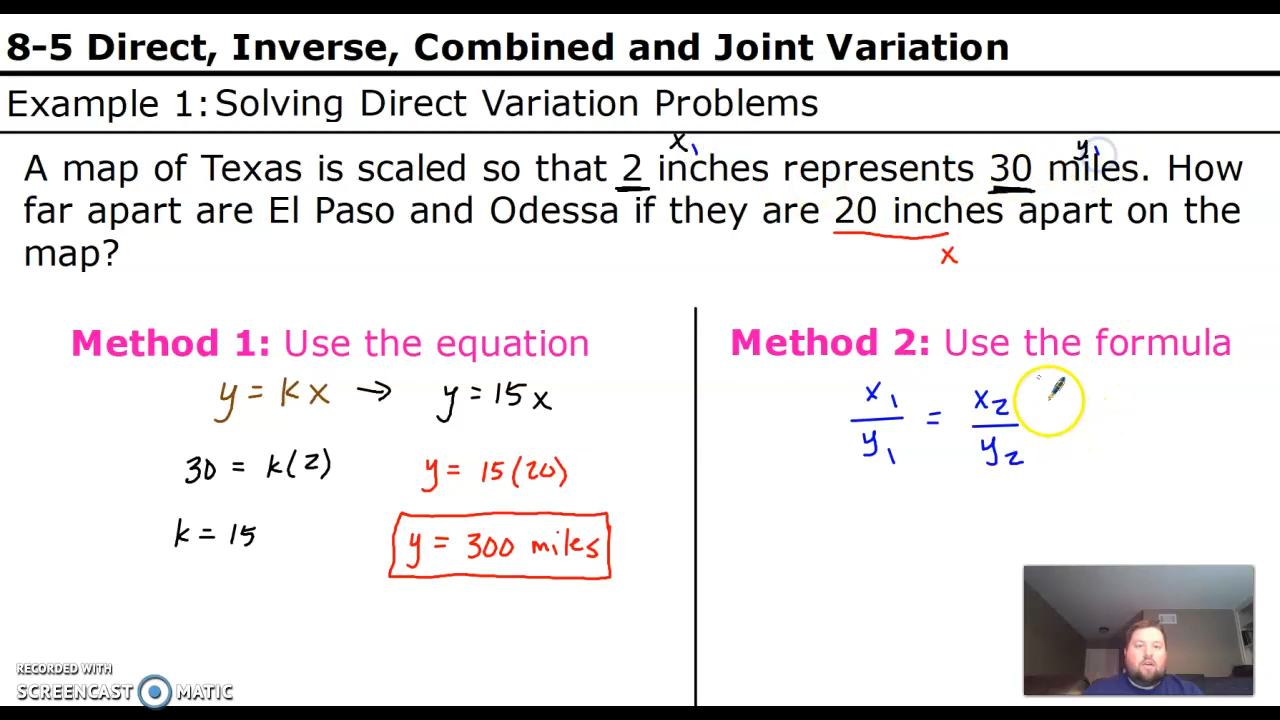 8-5 Direct, Inverse, Combined and Joint Variation
Example 1: Solving Direct Variation Problems
x₁ y₁
A map of Texas is scaled so that 2 inches represents 30 miles. How
far apart are El Paso and Odessa if they are 20 inches apart on the
map?
x
Method 1: Use the equation
y = kx → y = 15x
30 = k(2)
y = 15(20)
k = 15
y = 300 miles
Method 2: Use the formula
x₁/y₁ = x₂/y₂
RECORDED WITH
SCREENCAST MATIC